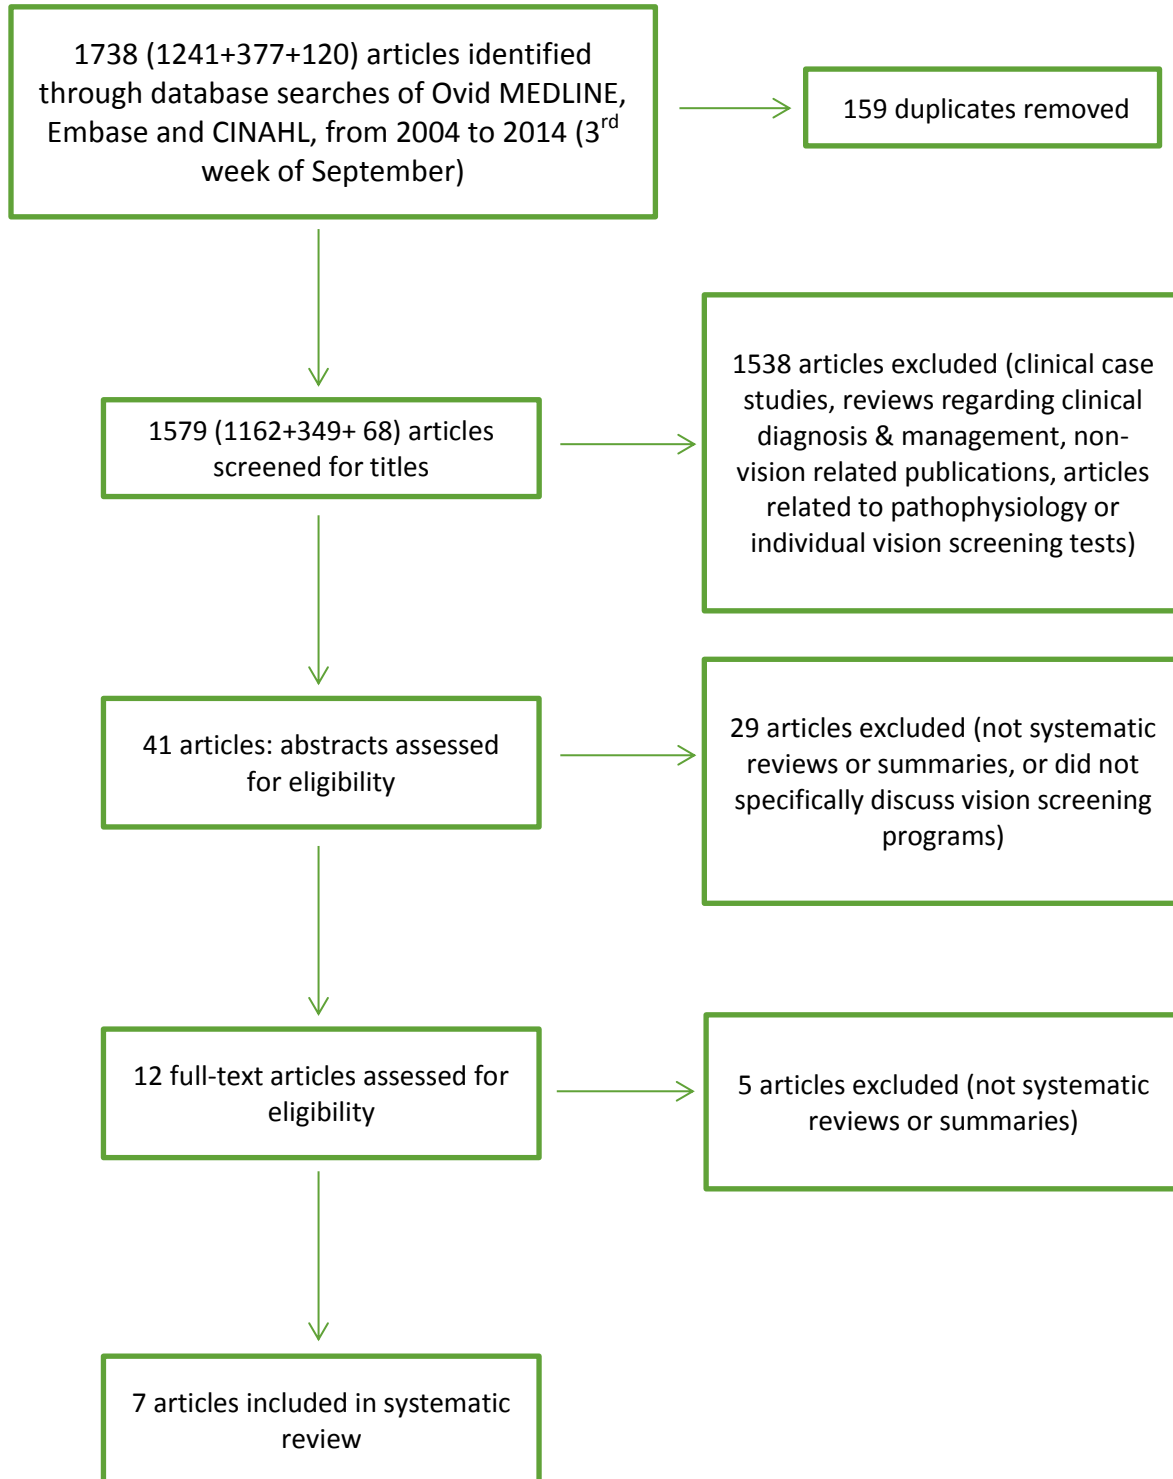 1738 (1241+377+120) articles identified
through database searches of Ovid MEDLINE,
Embase and CINAHL, from 2004 to 2014 (3rd
week of September)
159 duplicates removed
1579 (1162+349+ 68) articles
screened for titles
1538 articles excluded (clinical case
studies, reviews regarding clinical
diagnosis & management, non-
vision related publications, articles
related to pathophysiology or
individual vision screening tests)
41 articles: abstracts assessed
for eligibility
29 articles excluded (not systematic
reviews or summaries, or did not
specifically discuss vision screening
programs)
12 full-text articles assessed for
eligibility
5 articles excluded (not systematic
reviews or summaries)
7 articles included in systematic
review